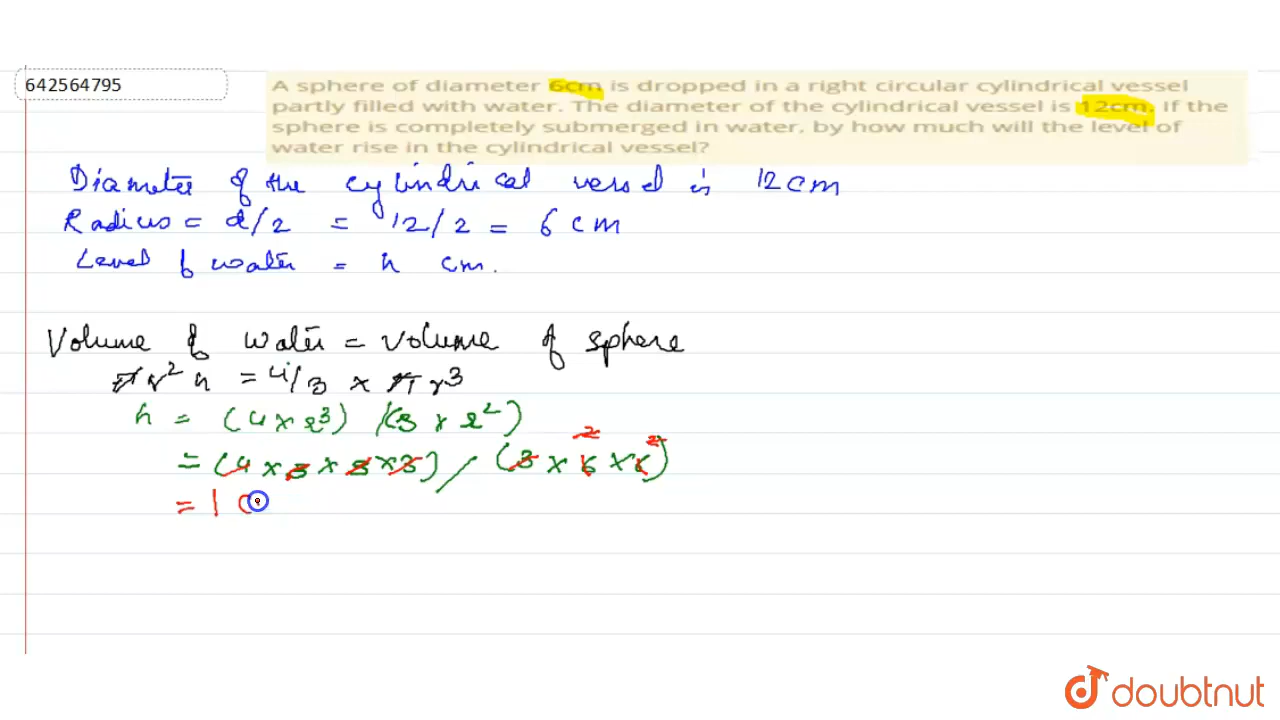 642564795
A sphere of diameter 6cm is dropped in a right circular cylindrical vessel
partly filled with water. The diameter of the cylindrical vessel is 12cm. If the
sphere is completely submerged in water, by how much will the level of
water rise in the cylindrical vessel?
Diameter of the cylindrical vessel is 12 cm
Radius = d/2 = 12/2 = 6 cm
Level of water = h cm.
Volume of water = volume of sphere
πr² h = 4/3 × πr³
h = (4 × r³) / (3 × r²)
2 2
= (4 × 3 × 3 × 3) / (3 × 6 × 6)
= 1 c
doubtnut